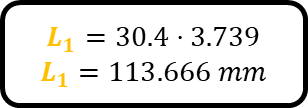 L₁ = 30.4 · 3.739
L₁ = 113.666 mm